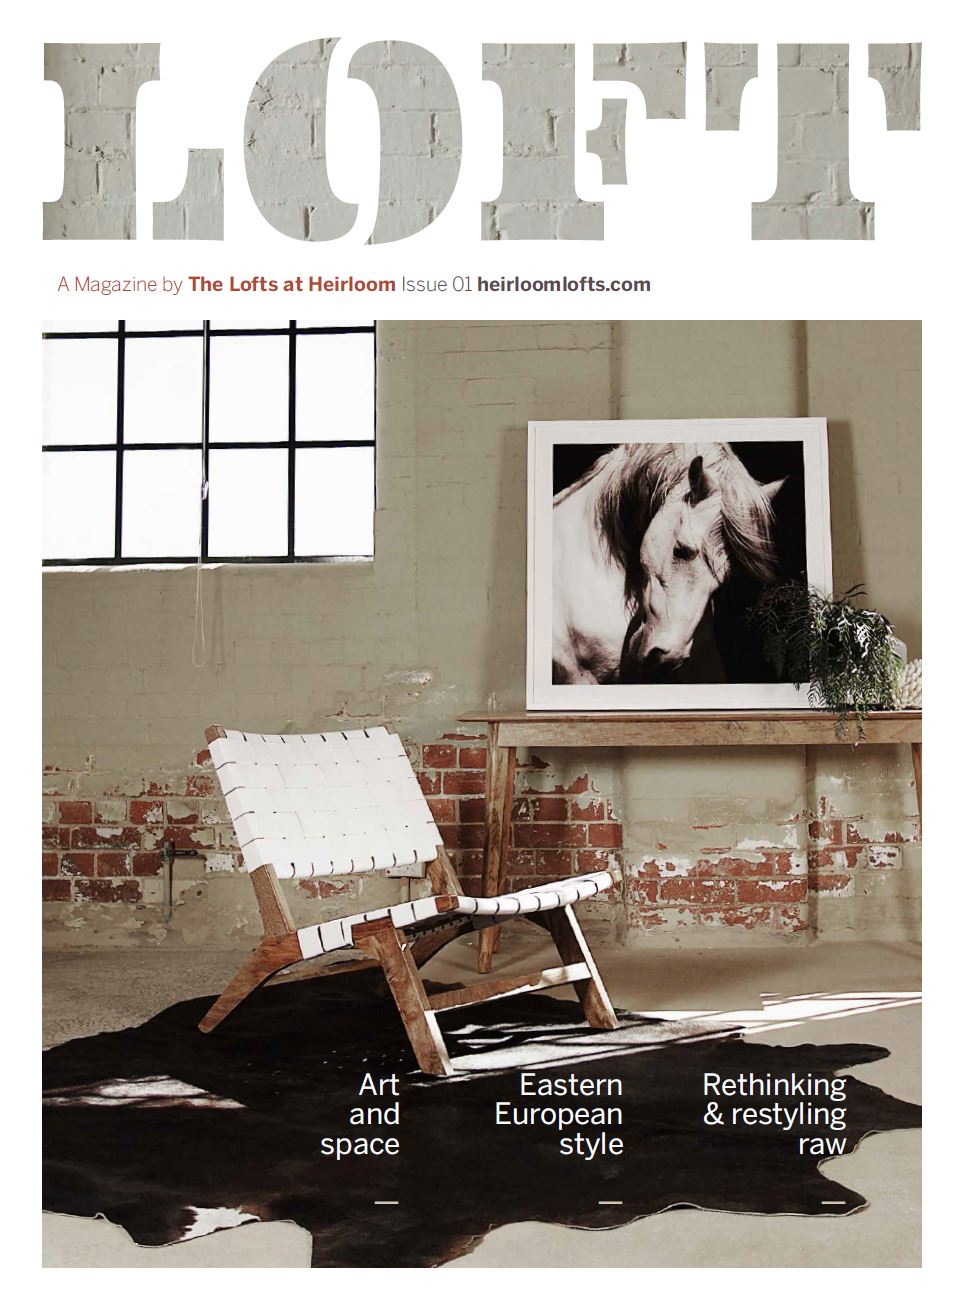 LOFT
A Magazine by The Lofts at Heirloom Issue 01 heirloomlofts.com
Art
and
space
Eastern
European
style
Rethinking
& restyling
raw